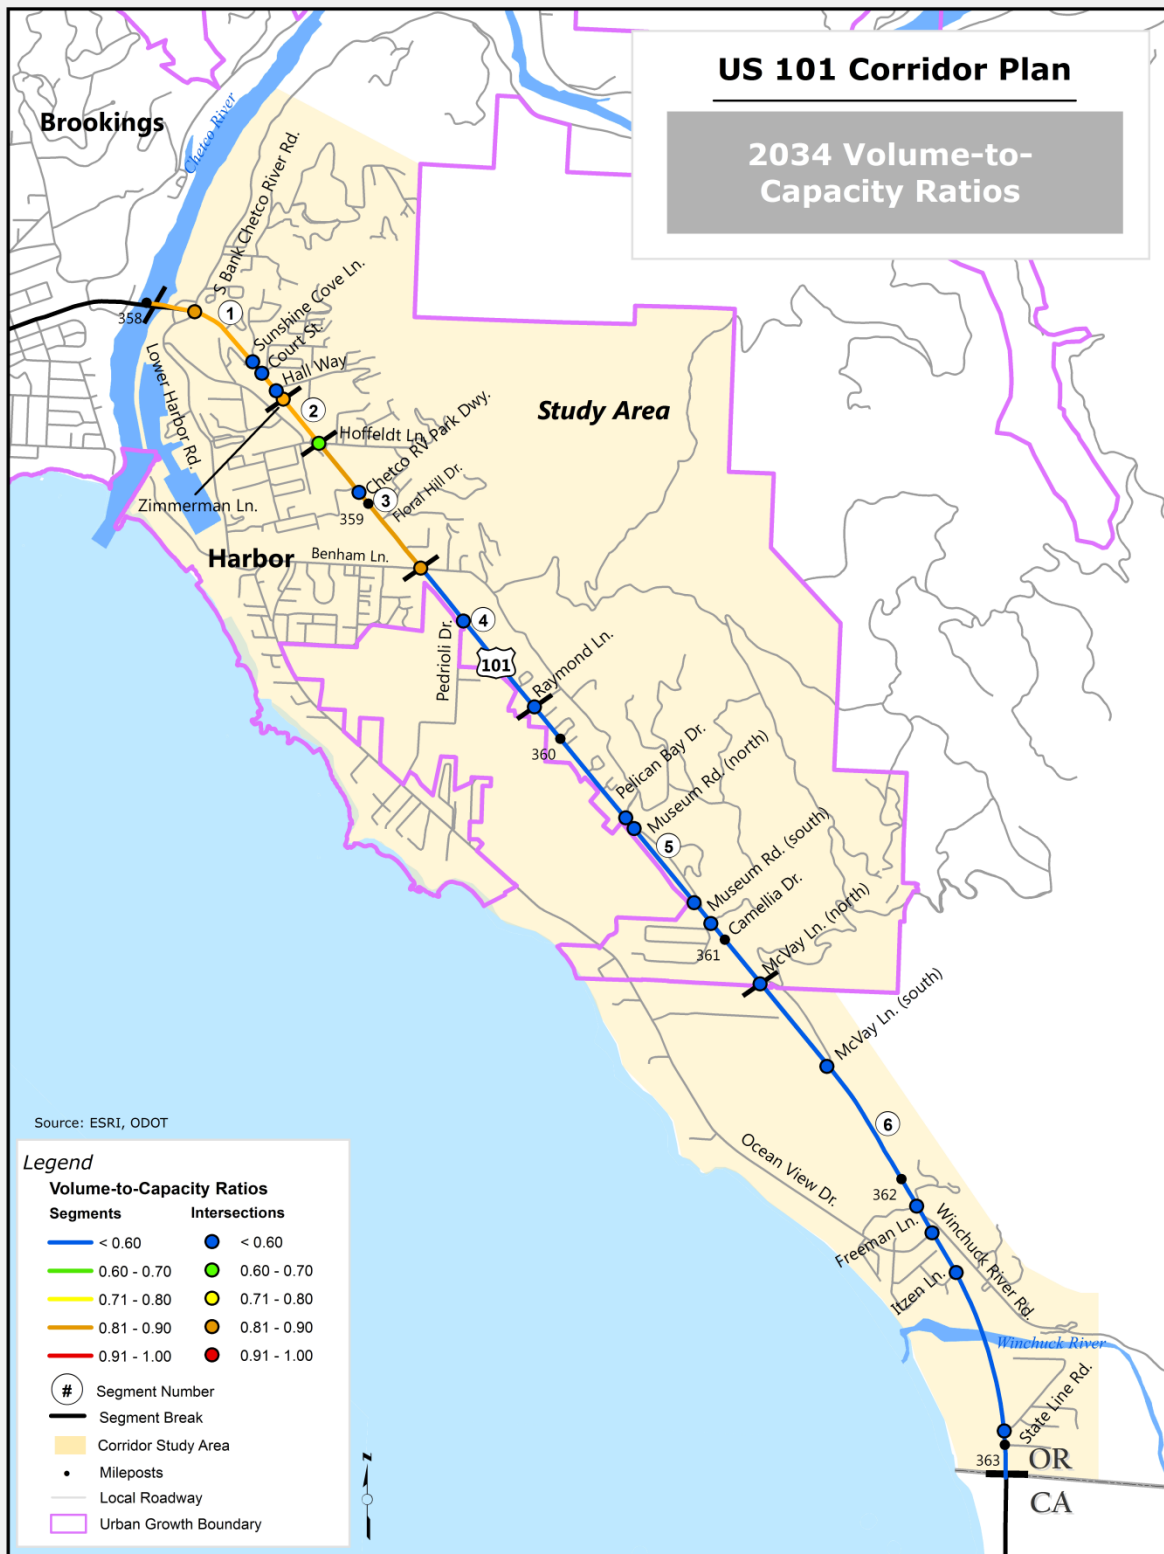 US 101 Corridor Plan
2034 Volume-to-
Capacity Ratios
Brookings
Chetco River
S Bank Chetco River Rd.
358
1
Sunshine Cove Ln.
Court St.
Hall Way
Lower Harbor Rd.
2
Hoffeldt Ln.
Study Area
Chetco RV Park Dwy.
3
Floral Hill Dr.
Zimmerman Ln.
359
Harbor
Benham Ln.
4
Pedrioli Dr.
101
Raymond Ln.
360
Pelican Bay Dr.
Museum Rd. (north)
5
Museum Rd. (south)
Camellia Dr.
361
McVay Ln. (north)
McVay Ln. (south)
6
Ocean View Dr.
362
Freeman Ln.
Winchuck River Rd.
Itzen Ln.
Winchuck River
State Line Rd.
363
OR
CA
Source: ESRI, ODOT
Legend
Volume-to-Capacity Ratios
Segments Intersections
< 0.60 < 0.60
0.60 - 0.70 0.60 - 0.70
0.71 - 0.80 0.71 - 0.80
0.81 - 0.90 0.81 - 0.90
0.91 - 1.00 0.91 - 1.00
# Segment Number
Segment Break
Corridor Study Area
Mileposts
Local Roadway
Urban Growth Boundary
z